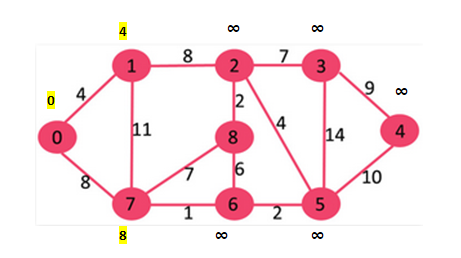 4 ∞ ∞
8 7
1 2 3
0 4 2 9 ∞
0 11 8 4 14 4
8 7 6 10
7 1 6 2 5
8 ∞ ∞